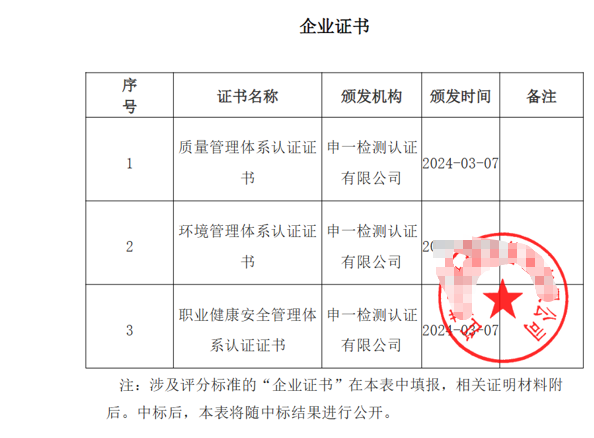 企业证书
序
号
证书名称
颁发机构
颁发时间
备注
1
质量管理体系认证证
书
申一检测认证
有限公司
2024-03-07
2
环境管理体系认证证
书
申一检测认证
有限公司
3
职业健康安全管理体
系认证证书
申一检测认证
有限公司
2024-03-07
公司
注：涉及评分标准的“企业证书”在本表中填报，相关证明材料附
后。中标后，本表将随中标结果进行公开。